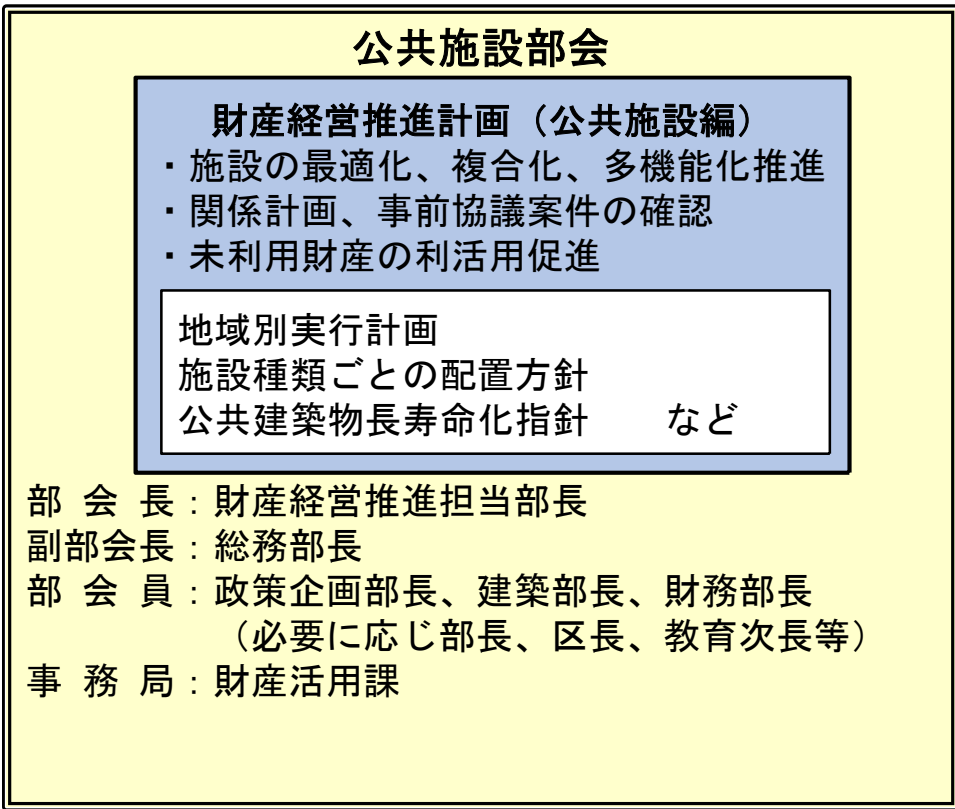 公共施設部会
財産経営推進計画（公共施設編）
・施設の最適化、複合化、多機能化推進
・関係計画、事前協議案件の確認
・未利用財産の利活用促進
地域別実行計画
施設種類ごとの配置方針
公共建築物長寿命化指針　　など
部 会 長：財産経営推進担当部長
副部会長：総務部長
部 会 員：政策企画部長、建築部長、財務部長
（必要に応じ部長、区長、教育次長等）
事 務 局：財産活用課